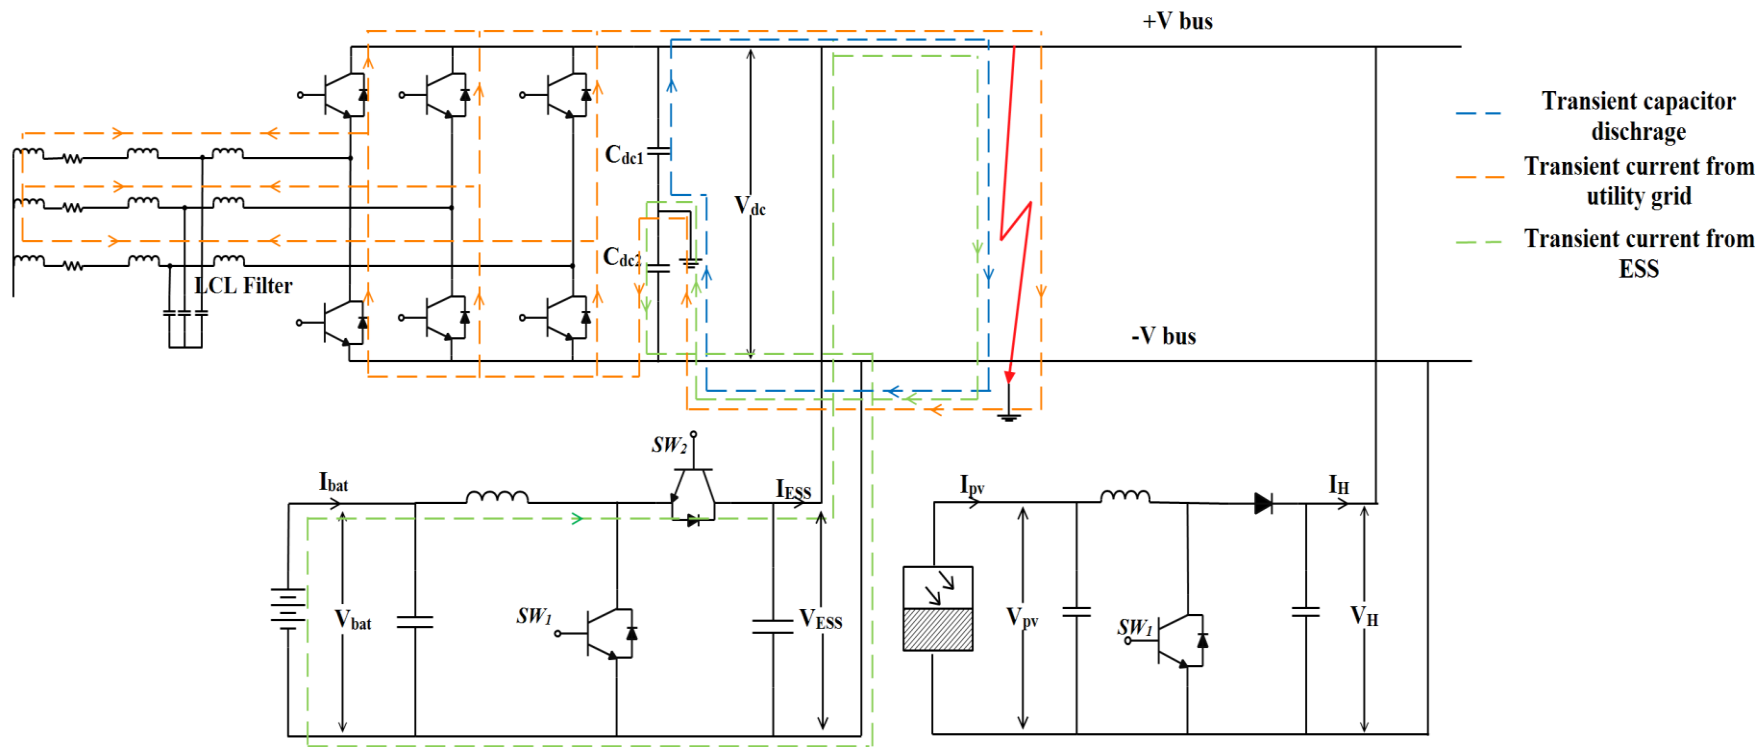 +V bus
Transient capacitor
dischrage
Transient current from
utility grid
Transient current from
ESS
Cdc1
Vdc
Cdc2
LCL Filter
-V bus
SW2
Ibat
IESS
Ipv
IH
Vbat
SW1
VESS
Vpv
SW1
VH